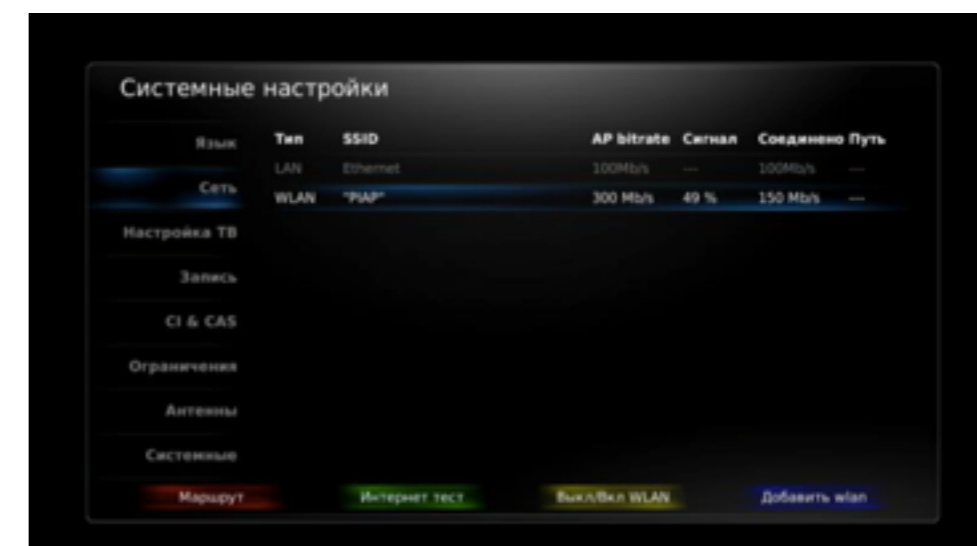 Системные настройки
Язык
Тип SSID AP bitrate Сигнал Соединено Путь
LAN Ethernet 100Mb/s --- 100Mb/s ---
Сеть
WLAN "PIAP" 300 Mb/s 49 % 150 Mb/s ---
Настройка ТВ
Запись
CI & CAS
Ограничения
Антенны
Системные
Маршрут Интернет тест Выкл/Вкл WLAN Добавить wlan